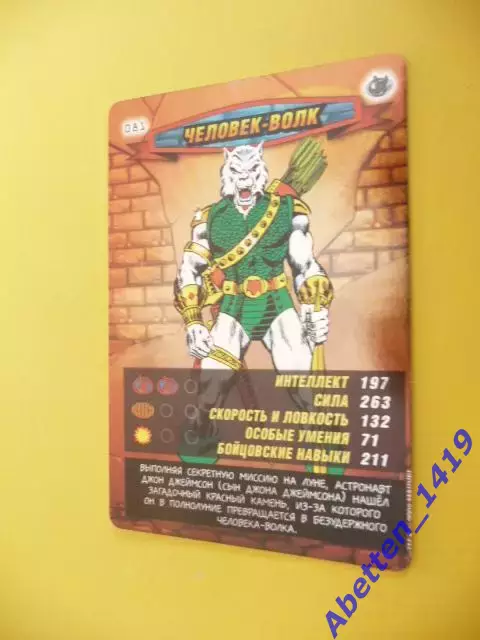 081
ЧЕЛОВЕК-ВОЛК
ИНТЕЛЛЕКТ 197
СИЛА 263
СКОРОСТЬ И ЛОВКОСТЬ 132
ОСОБЫЕ УМЕНИЯ 71
БОЙЦОВСКИЕ НАВЫКИ 211
ВЫПОЛНЯЯ СЕКРЕТНУЮ МИССИЮ НА ЛУНЕ, АСТРОНАВТ
ДЖОН ДЖЕЙМСОН (СЫН ДЖОНА ДЖЕЙМСОНА) НАШЁЛ
ЗАГАДОЧНЫЙ КРАСНЫЙ КАМЕНЬ, ИЗ-ЗА КОТОРОГО
ОН В ПОЛНОЛУНИЕ ПРЕВРАЩАЕТСЯ В БЕЗУДЕРЖНОГО
ЧЕЛОВЕКА-ВОЛКА.
Abetten_1419